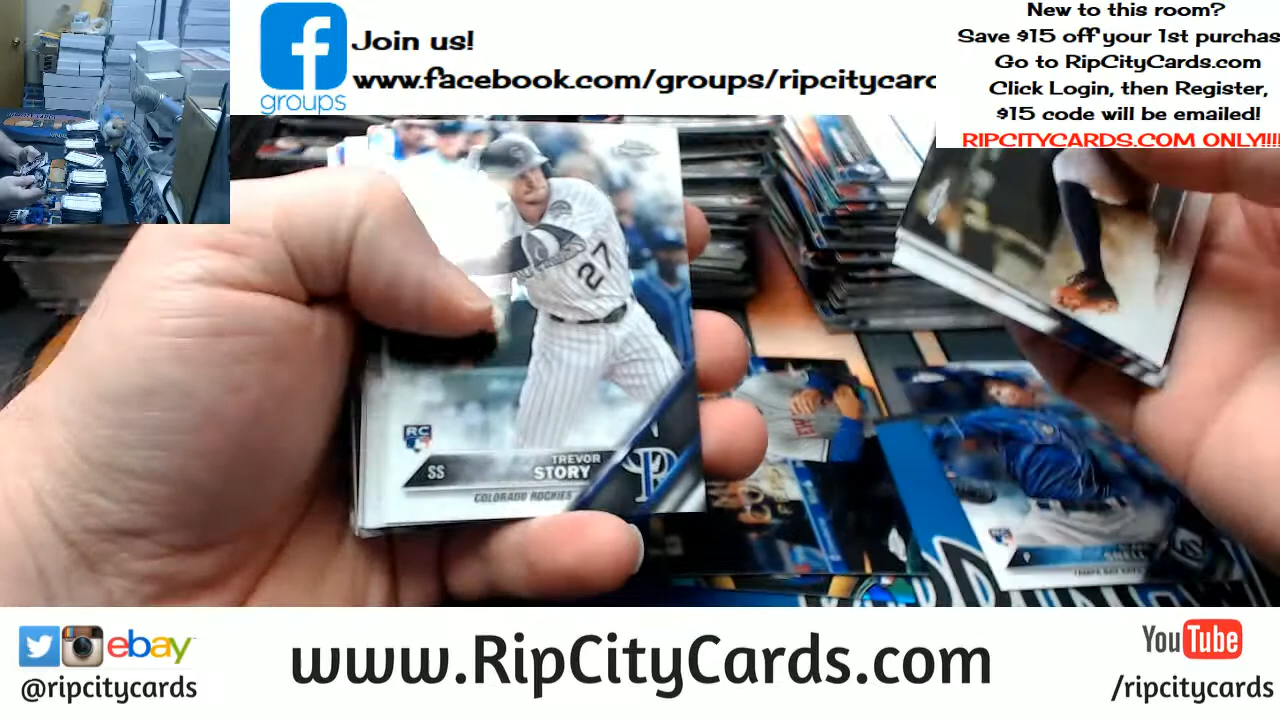 Join us!
www.facebook.com/groups/ripcitycarc
groups
New to this room?
Save $15 off your 1st purchas
Go to RipCityCards.com
Click Login, then Register,
$15 code will be emailed!
RIPCITYCARDS.COM ONLY!!!!
27
RC
SS
TREVOR
STORY
COLORADO ROCKIES
ebay
@ripcitycards
www.RipCityCards.com
YouTube
/ripcitycards